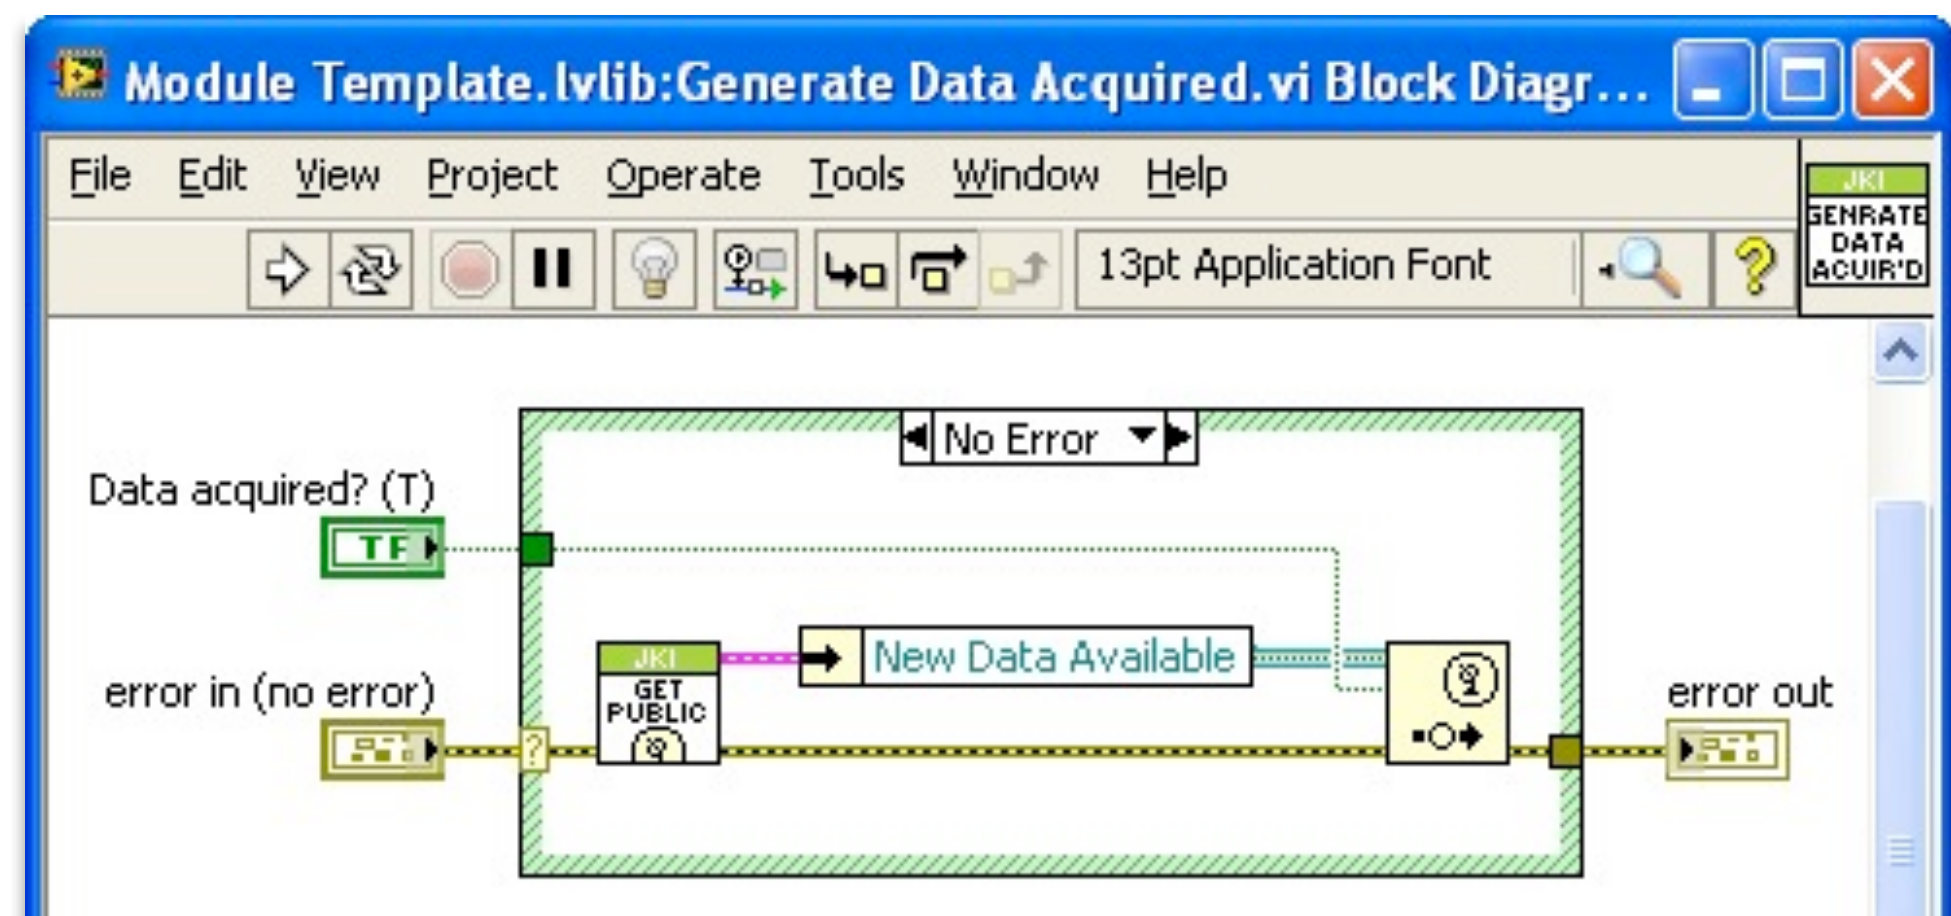 Module Template.lvlib:Generate Data Acquired.vi Block Diagr...
File Edit View Project Operate Tools Window Help
JKI
GENRATE
DATA
ACUIR'D
13pt Application Font
?
No Error
Data acquired? (T)
TF
JKI
GET
PUBLIC
New Data Available
error in (no error)
?
error out